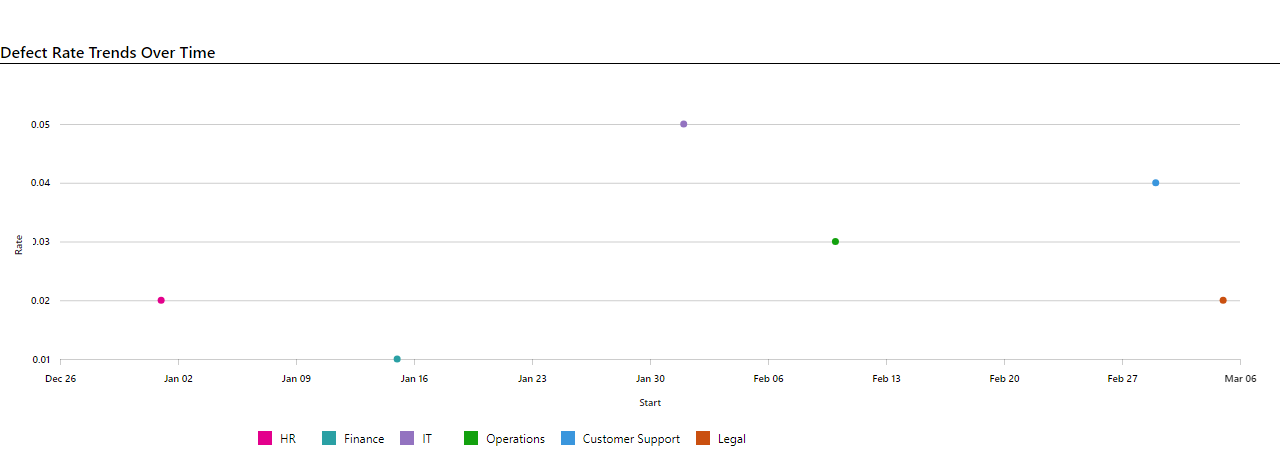 Defect Rate Trends Over Time
0.05
0.04
0.03
0.02
0.01
Rate
Dec 26 Jan 02 Jan 09 Jan 16 Jan 23 Jan 30 Feb 06 Feb 13 Feb 20 Feb 27 Mar 06
Start
HR Finance IT Operations Customer Support Legal